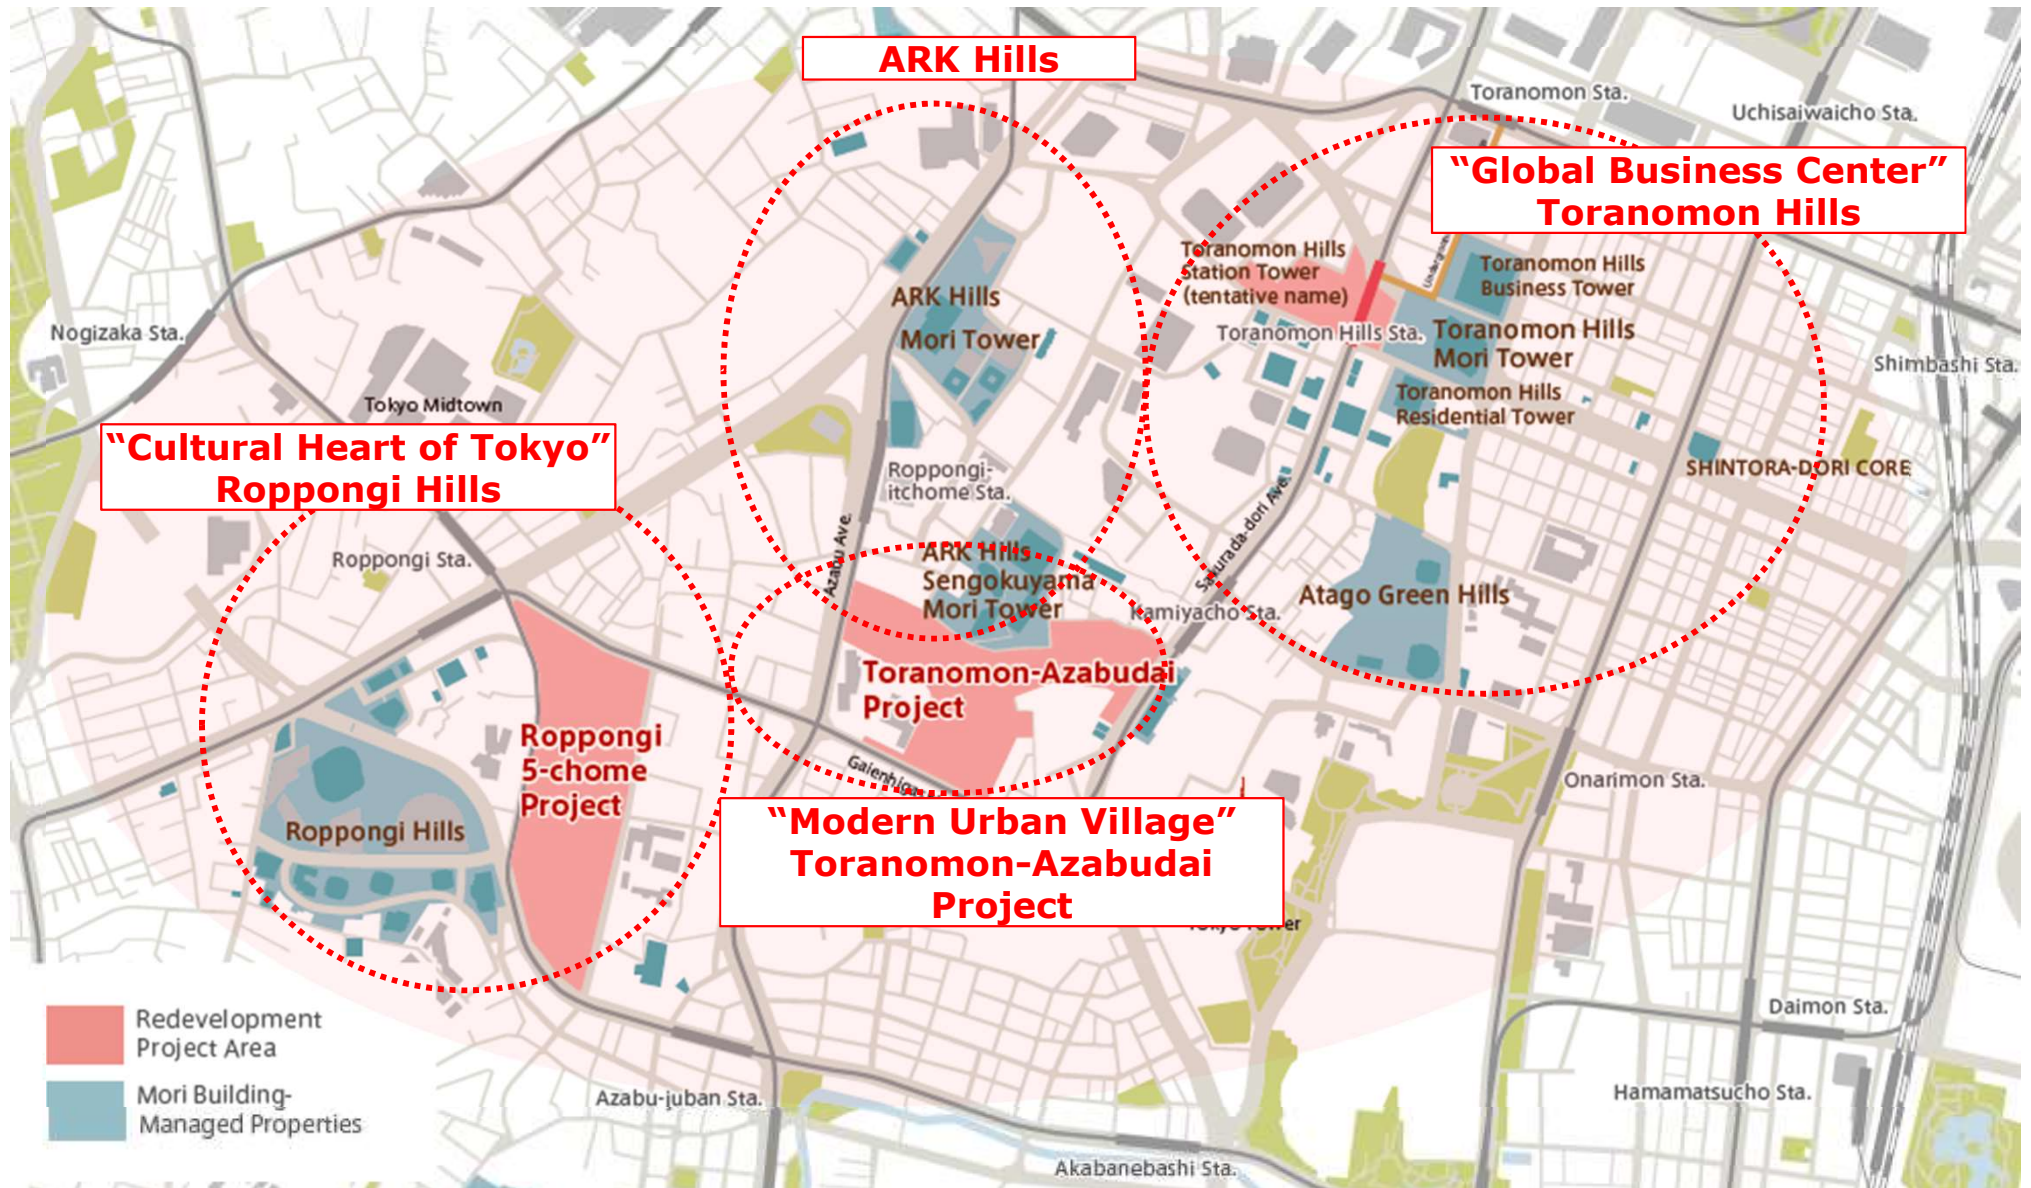 ARK Hills
Toranomon Sta.
Uchisaiwaicho Sta.
“Global Business Center”
Toranomon Hills
Toranomon Hills
Station Tower
(tentative name)
Toranomon Hills
Business Tower
ARK Hills
Mori Tower
Nogizaka Sta.
Toranomon Hills Sta.
Toranomon Hills
Mori Tower
Shimbashi Sta.
Toranomon Hills
Residential Tower
Tokyo Midtown
“Cultural Heart of Tokyo”
Roppongi Hills
Roppongi-
itchome Sta.
SHINTORA-DORI CORE
Azabu Ave.
Sakurada-dori Ave.
Roppongi Sta.
ARK Hills
Sengokuyama
Mori Tower
Kamiyacho Sta.
Atago Green Hills
Toranomon-Azabudai
Project
Roppongi
5-chome
Project
Onarimon Sta.
Roppongi Hills
“Modern Urban Village”
Toranomon-Azabudai
Project
Redevelopment
Project Area
Mori Building-
Managed Properties
Daimon Sta.
Azabu-juban Sta.
Hamamatsucho Sta.
Akabanebashi Sta.